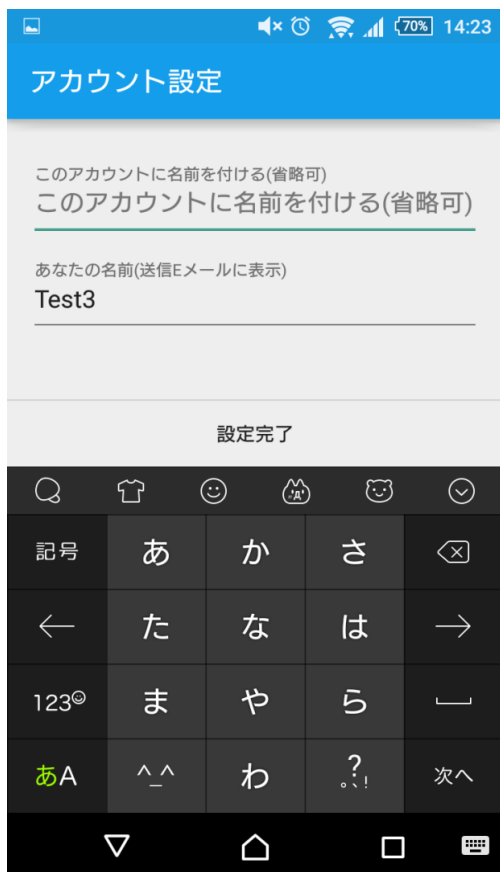 70% 14:23
アカウント設定
このアカウントに名前を付ける(省略可)
このアカウントに名前を付ける(省略可)
あなたの名前(送信Eメールに表示)
Test3
設定完了
記号 あ か さ
た な は
123 ま や ら
あA ^_^ わ 。、?! 次へ